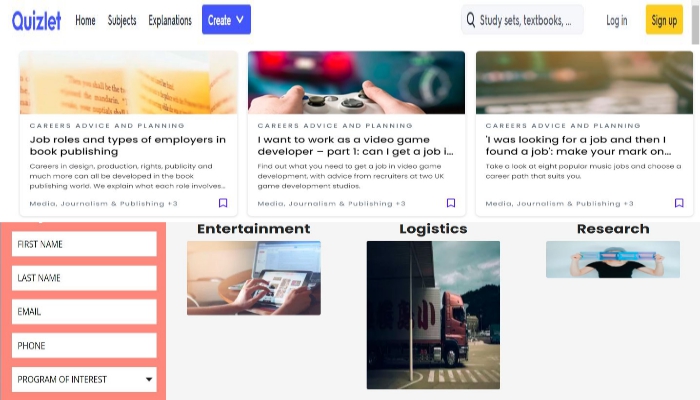 Quizlet Home Subjects Explanations Create Study sets, textbooks, ... Log in Sign up
CAREERS ADVICE AND PLANNING
Job roles and types of employers in
book publishing
Careers in design, production, rights, publicity and
much more can all be developed in the book
publishing world. We explain what each role involves...
Media, Journalism & Publishing +3
CAREERS ADVICE AND PLANNING
I want to work as a video game
developer – part 1: can I get a job i...
Find out what you need to get a job in video game
development, with advice from recruiters at two UK
game development studios.
Media, Journalism & Publishing +3
CAREERS ADVICE AND PLANNING
'I was looking for a job and then I
found a job': make your mark on...
Take a look at eight popular music jobs and choose a
career path that suits you.
Media, Journalism & Publishing +3
FIRST NAME
LAST NAME
EMAIL
PHONE
PROGRAM OF INTEREST
Entertainment
Logistics
Research